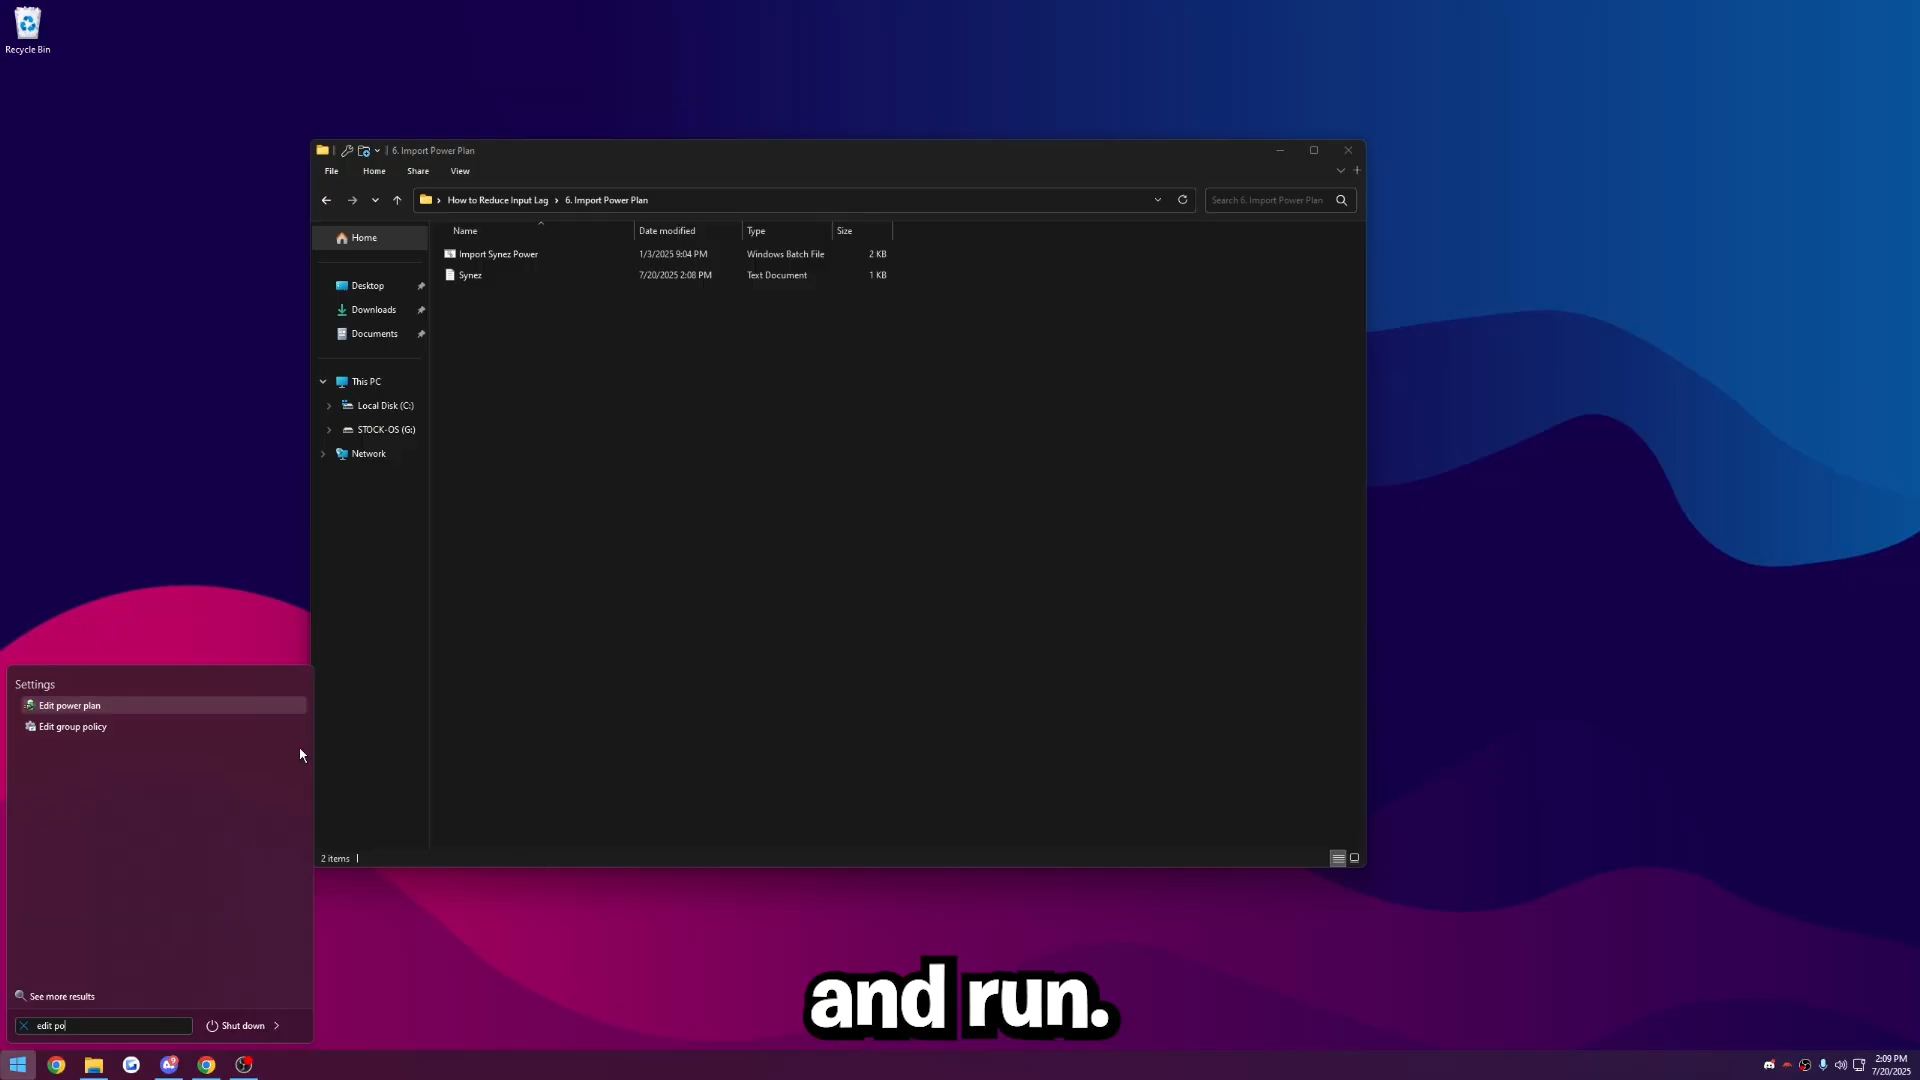 Recycle Bin
6. Import Power Plan
File Home Share View
How to Reduce Input Lag 6. Import Power Plan
Search 6. Import Power Plan
Name Date modified Type Size
Import Synez Power 1/3/2025 9:04 PM Windows Batch File 2 KB
Synez 7/20/2025 2:08 PM Text Document 1 KB
Home
Desktop
Downloads
Documents
This PC
Local Disk (C:)
STOCK-OS (G:)
Network
2 items
Settings
Edit power plan
Edit group policy
See more results
edit po
Shut down
and run.
9
2:09 PM
7/20/2025